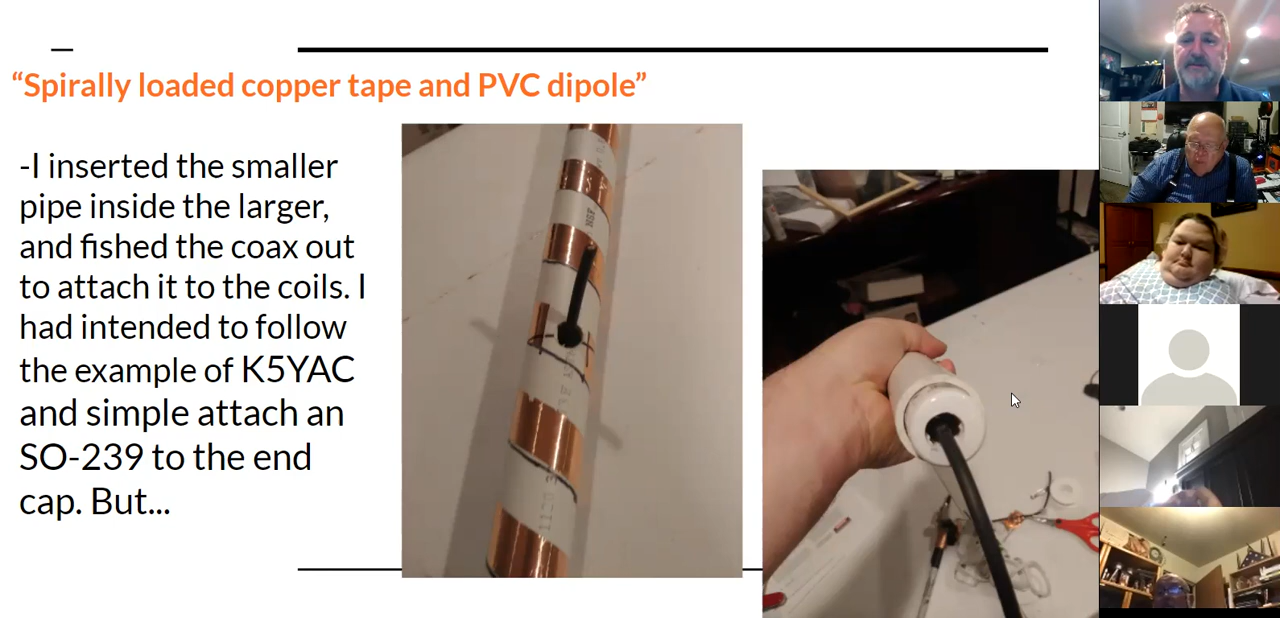 “Spirally loaded copper tape and PVC dipole”
-I inserted the smaller
pipe inside the larger,
and fished the coax out
to attach it to the coils. I
had intended to follow
the example of K5YAC
and simple attach an
SO-239 to the end
cap. But...
NSF
1120